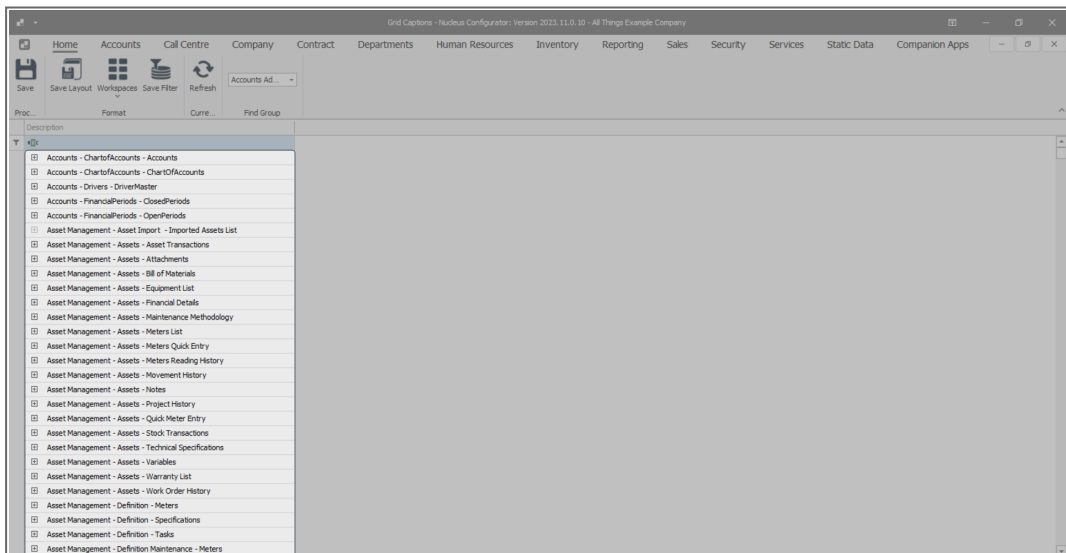 Grid Captions - Nucleus Configurator: Version 2023.11.0.10 - All Things Example Company
Home Accounts Call Centre Company Contract Departments Human Resources Inventory Reporting Sales Security Services Static Data Companion Apps
Save Save Layout Workspaces Save Filter Refresh Accounts Ad...
Proc... Format Curre... Find Group
Description
Accounts - ChartofAccounts - Accounts
Accounts - ChartofAccounts - ChartOfAccounts
Accounts - Drivers - DriverMaster
Accounts - FinancialPeriods - ClosedPeriods
Accounts - FinancialPeriods - OpenPeriods
Asset Management - Asset Import  - Imported Assets List
Asset Management - Assets - Asset Transactions
Asset Management - Assets - Attachments
Asset Management - Assets - Bill of Materials
Asset Management - Assets - Equipment List
Asset Management - Assets - Financial Details
Asset Management - Assets - Maintenance Methodology
Asset Management - Assets - Meters List
Asset Management - Assets - Meters Quick Entry
Asset Management - Assets - Meters Reading History
Asset Management - Assets - Movement History
Asset Management - Assets - Notes
Asset Management - Assets - Project History
Asset Management - Assets - Quick Meter Entry
Asset Management - Assets - Stock Transactions
Asset Management - Assets - Technical Specifications
Asset Management - Assets - Variables
Asset Management - Assets - Warranty List
Asset Management - Assets - Work Order History
Asset Management - Definition - Meters
Asset Management - Definition - Specifications
Asset Management - Definition - Tasks
Asset Management - Definition Maintenance - Meters